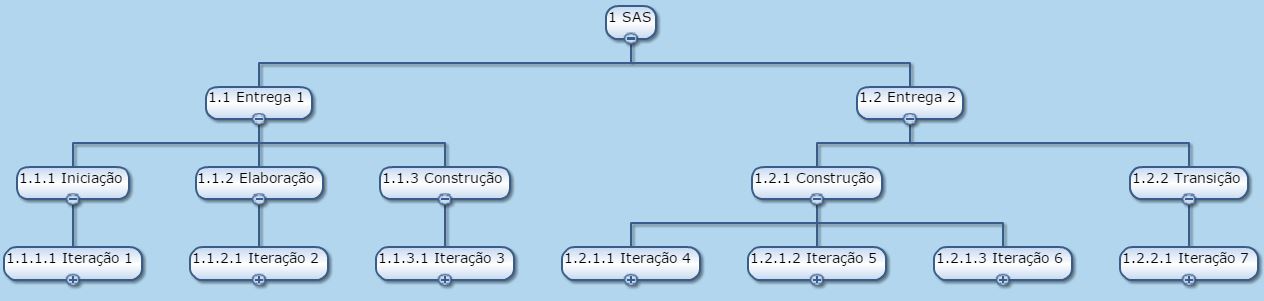 1 SAS
1.1 Entrega 1
1.2 Entrega 2
1.1.1 Iniciação
1.1.2 Elaboração
1.1.3 Construção
1.2.1 Construção
1.2.2 Transição
1.1.1.1 Iteração 1
1.1.2.1 Iteração 2
1.1.3.1 Iteração 3
1.2.1.1 Iteração 4
1.2.1.2 Iteração 5
1.2.1.3 Iteração 6
1.2.2.1 Iteração 7